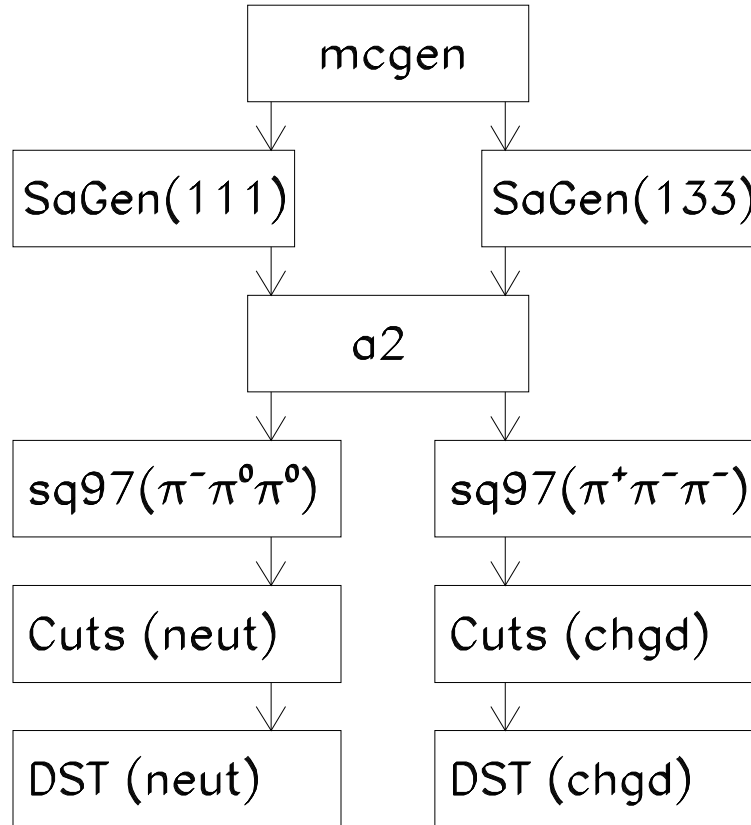 mcgen
SaGen(111)
SaGen(133)
a2
sq97(π⁻π⁰π⁰)
sq97(π⁺π⁻π⁻)
Cuts (neut)
Cuts (chgd)
DST (neut)
DST (chgd)